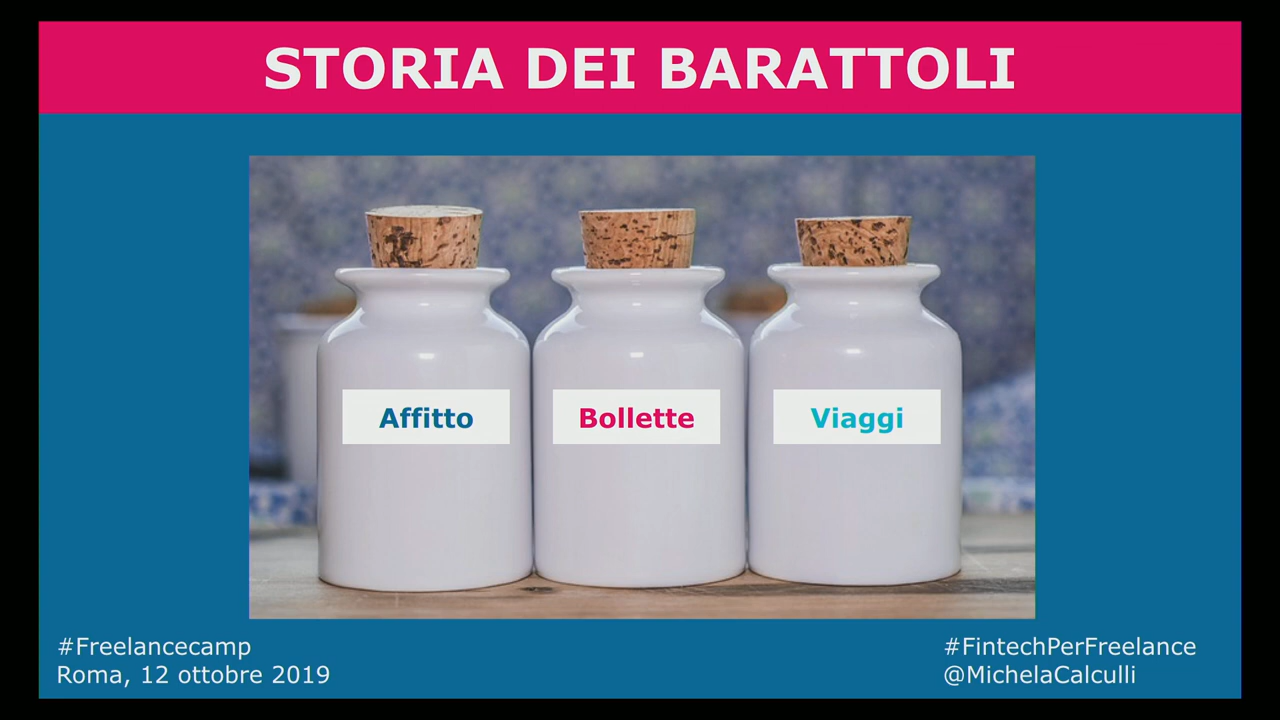 STORIA DEI BARATTOLI
Affitto
Bollette
Viaggi
#Freelancecamp
Roma, 12 ottobre 2019
#FintechPerFreelance
@MichelaCalculli